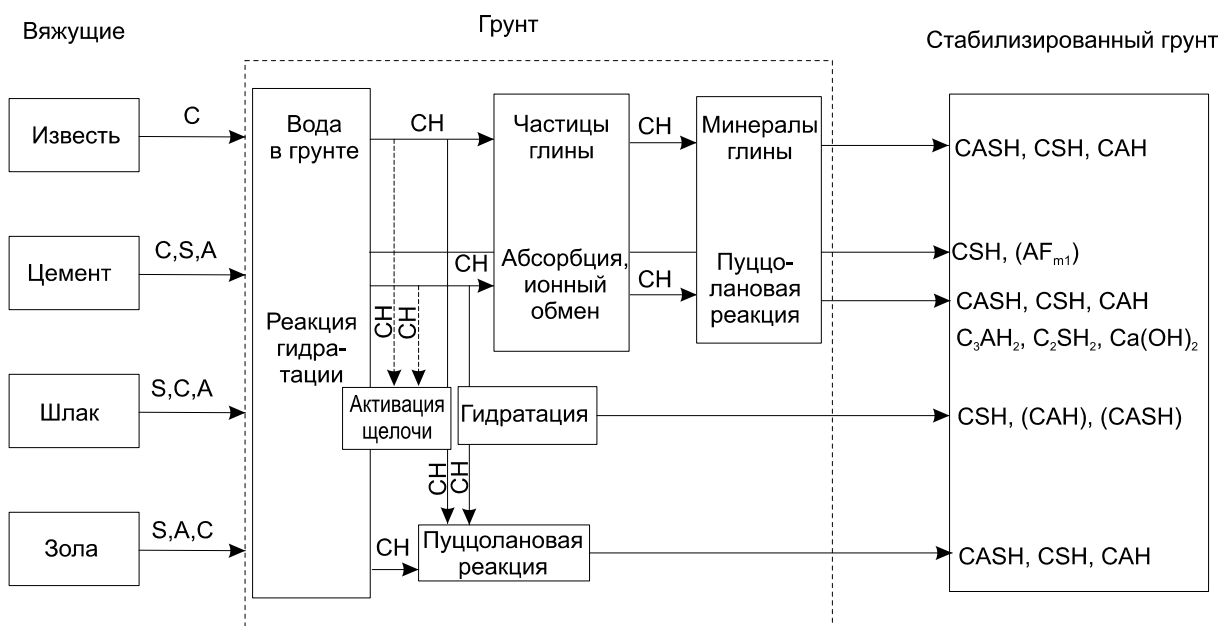 Вяжущие
Грунт
Стабилизированный грунт
Известь
C
Вода
в грунте
CH
Частицы
глины
CH
Минералы
глины
CASH, CSH, CAH
Цемент
C,S,A
CH
Абсорбция,
ионный
обмен
CH
Пуццо-
лановая
реакция
CSH, (AFm1)
CASH, CSH, CAH
C3AH2, C2SH2, Ca(OH)2
Реакция
гидра-
тации
CH
CH
Шлак
S,C,A
Активация
щелочи
Гидратация
CSH, (CAH), (CASH)
CH
CH
Зола
S,A,C
CH
Пуццолановая
реакция
CASH, CSH, CAH